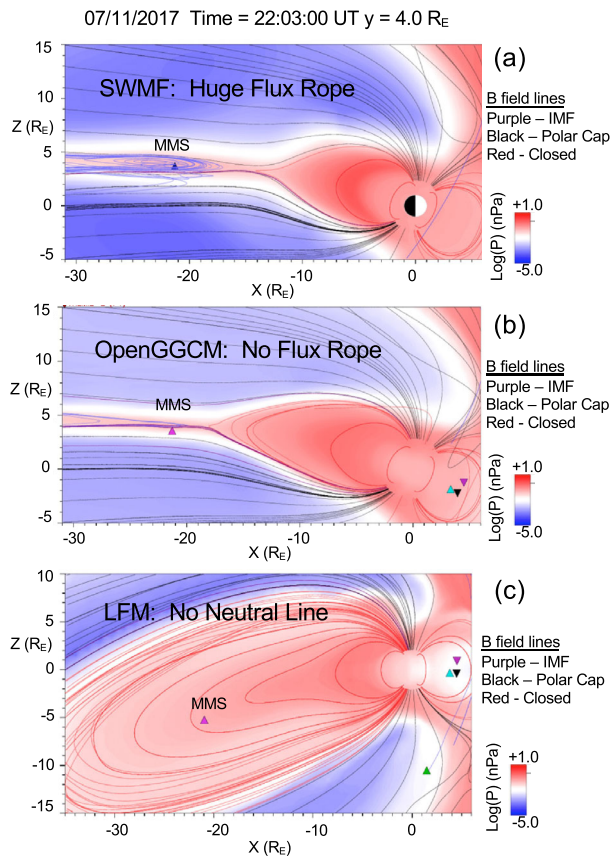 07/11/2017 Time = 22:03:00 UT y = 4.0 RE
(a)
15
SWMF: Huge Flux Rope
10
Z (RE)
MMS
5
0
-5
-30
-20
-10
0
X (RE)
B field lines
Purple – IMF
Black – Polar Cap
Red - Closed
Log(P) (nPa)
+1.0
-5.0
(b)
15
OpenGGCM: No Flux Rope
10
Z (RE)
MMS
5
0
-5
-30
-20
-10
0
X (RE)
B field lines
Purple – IMF
Black – Polar Cap
Red - Closed
Log(P) (nPa)
+1.0
-5.0
(c)
10
LFM: No Neutral Line
5
Z (RE)
0
MMS
-5
-10
-15
-30
-20
-10
0
X (RE)
B field lines
Purple – IMF
Black – Polar Cap
Red - Closed
Log(P) (nPa)
+1.0
-5.0